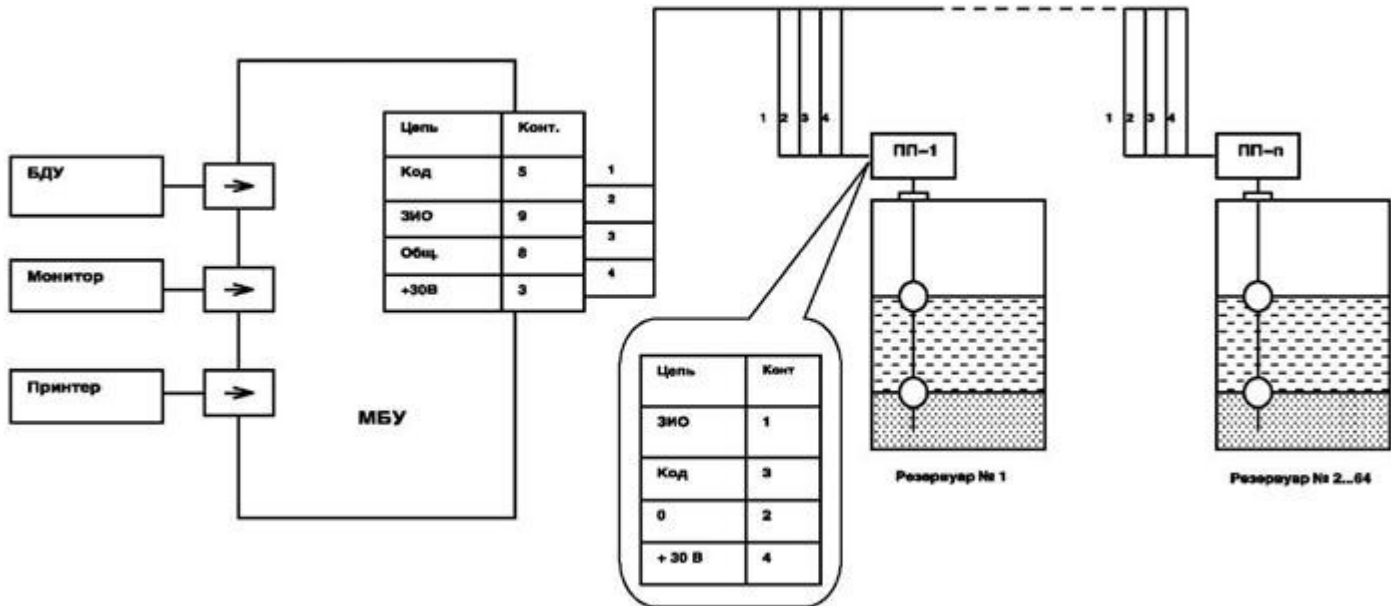 БДУ
Монитор
Принтер
МБУ
Цепь Конт.
Код 5
ЗИО 9
Общ. 8
+30В 3
1
2
3
4
1 2 3 4
ПП–1
1 2 3 4
ПП–n
Цепь Конт
ЗИО 1
Код 3
0 2
+ 30 В 4
Резервуар № 1
Резервуар № 2...64